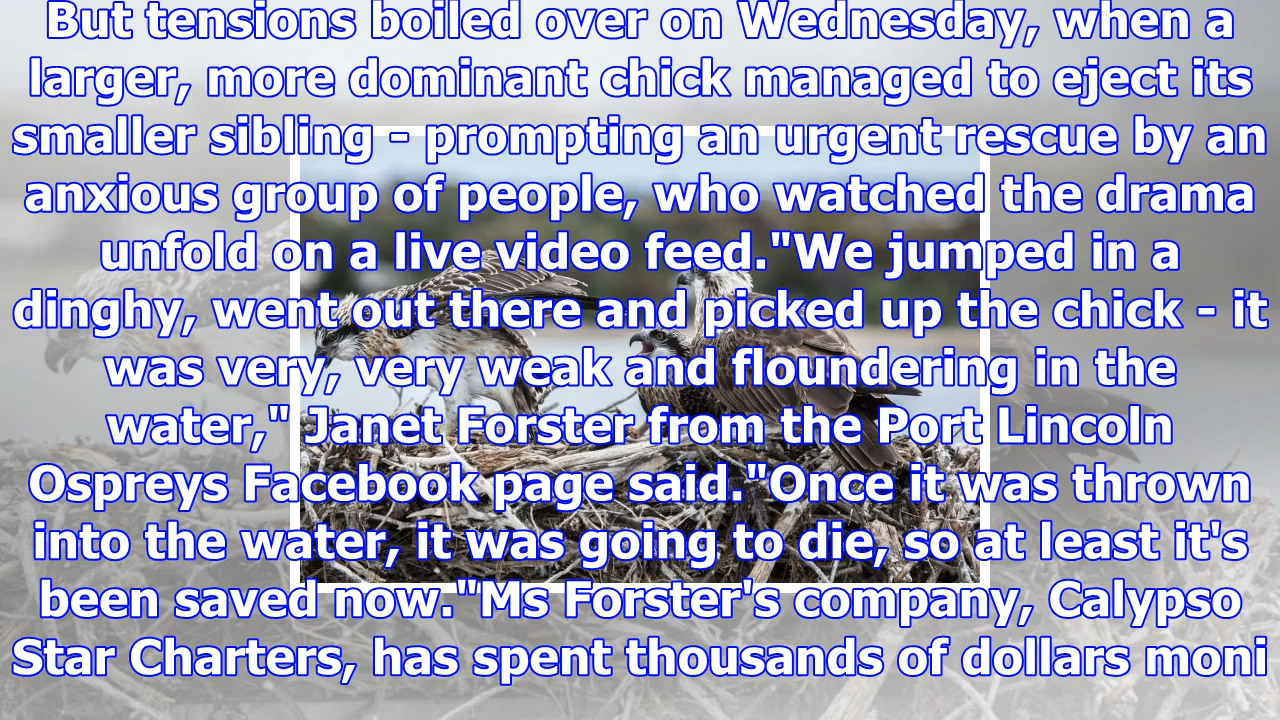 But tensions boiled over on Wednesday, when a
larger, more dominant chick managed to eject its
smaller sibling - prompting an urgent rescue by an
anxious group of people, who watched the drama
unfold on a live video feed."We jumped in a
dinghy, went out there and picked up the chick - it
was very, very weak and floundering in the
water," Janet Forster from the Port Lincoln
Ospreys Facebook page said."Once it was thrown
into the water, it was going to die, so at least it's
been saved now."Ms Forster's company, Calypso
Star Charters, has spent thousands of dollars moni